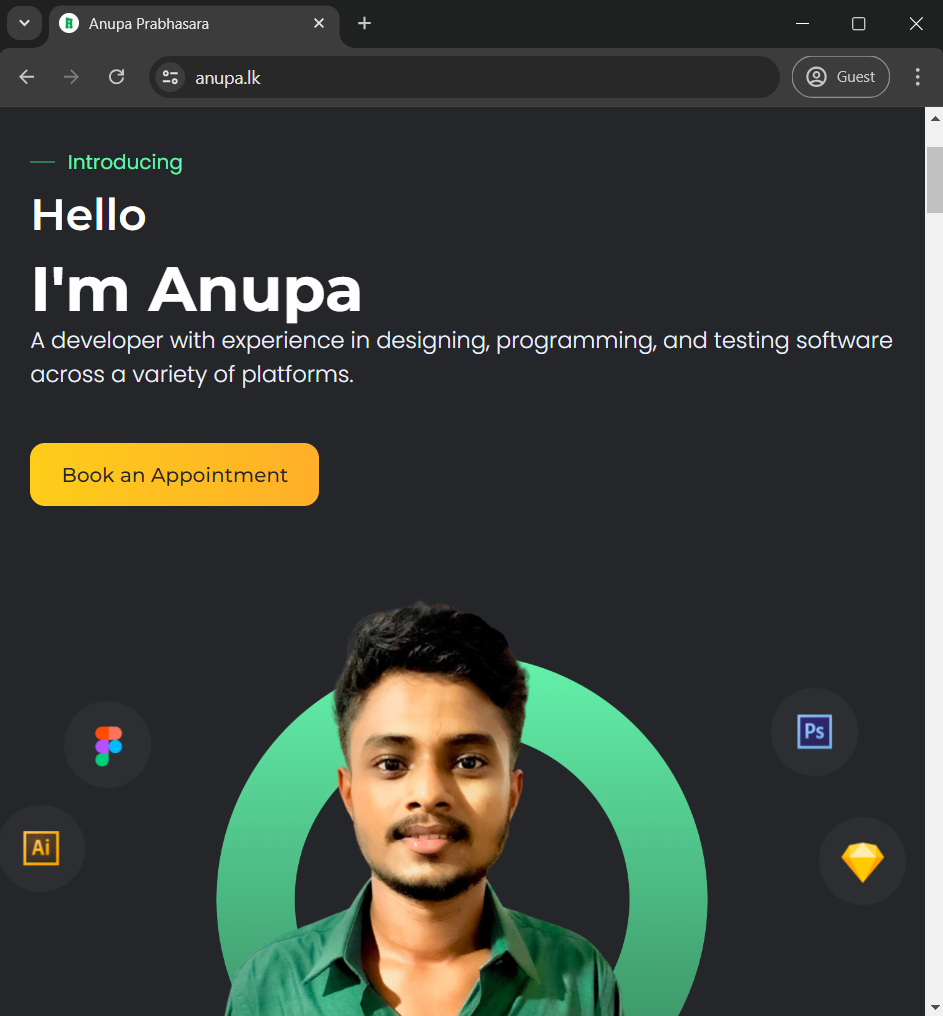 Anupa Prabhasara
anupa.lk
Guest
Introducing
Hello
I'm Anupa
A developer with experience in designing, programming, and testing software
across a variety of platforms.
Book an Appointment
Ps
Ai